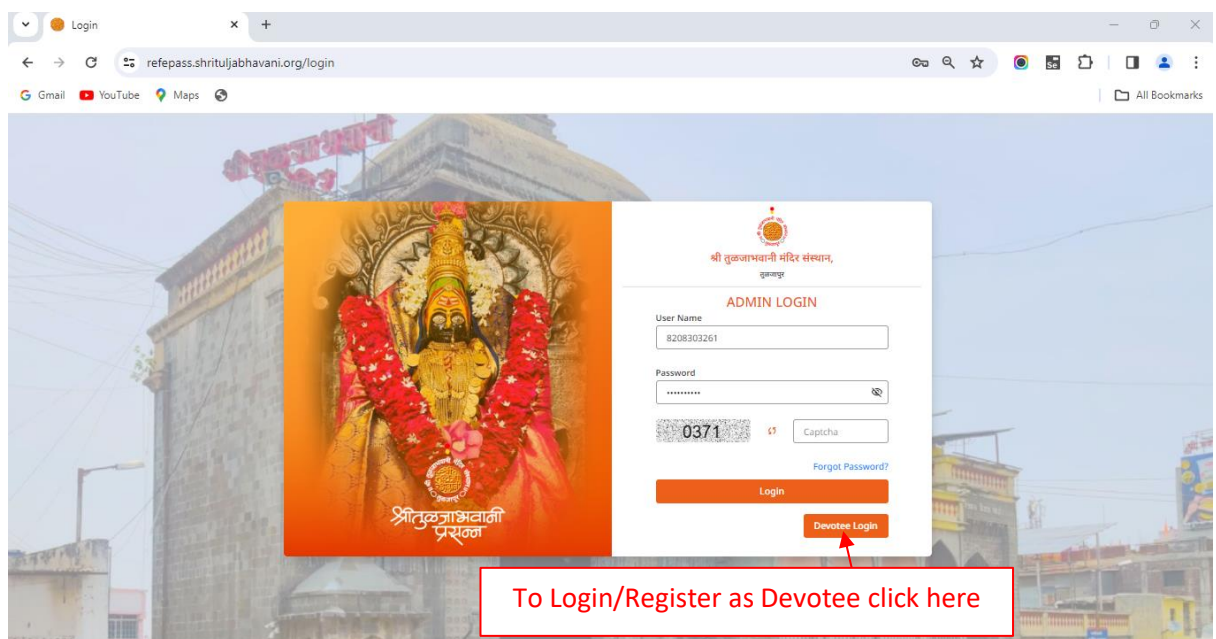 Login
refepass.shrituljabhavani.org/login
Gmail YouTube Maps All Bookmarks
श्री तुळजाभवानी मंदिर संस्थान,
तुळजापूर
ADMIN LOGIN
User Name
8208303261
Password
••••••••••
0371 Captcha
Forgot Password?
Login
Devotee Login
श्रीतुळजाभवानी
प्रसन्न
To Login/Register as Devotee click here